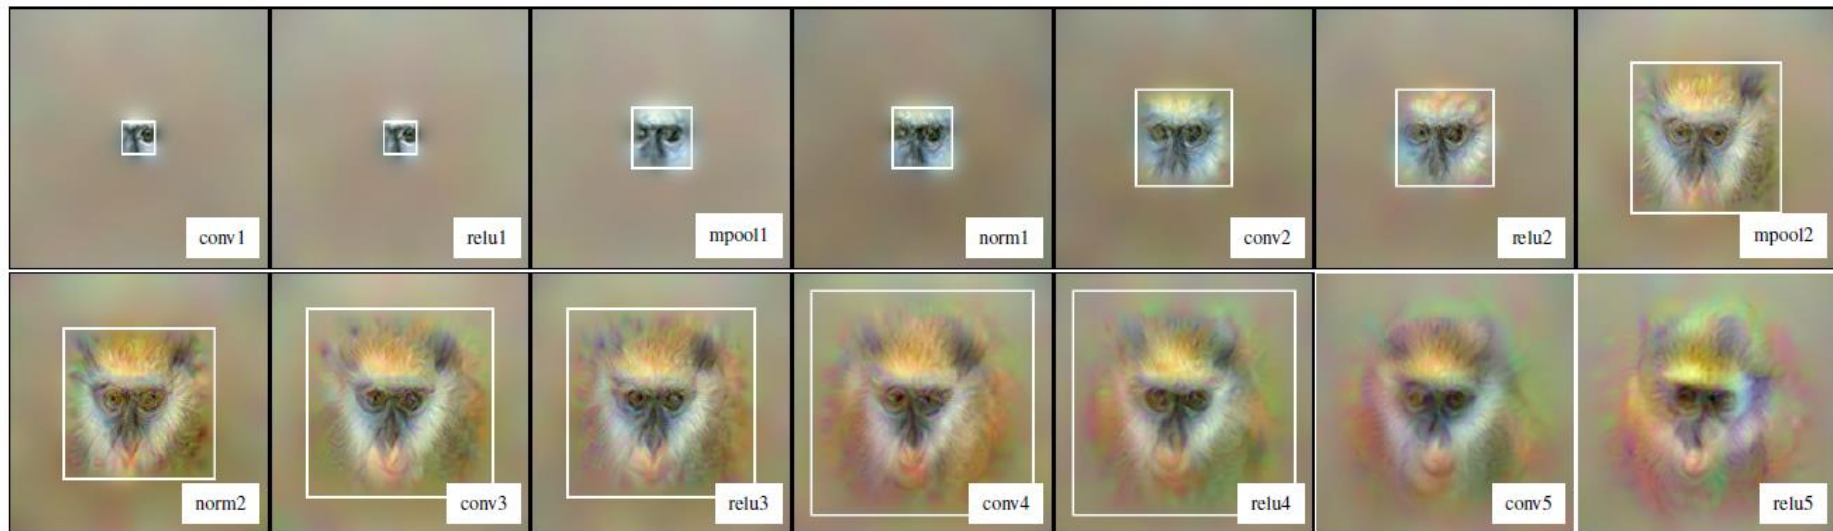 conv1
relu1
mpool1
norm1
conv2
relu2
mpool2
norm2
conv3
relu3
conv4
relu4
conv5
relu5